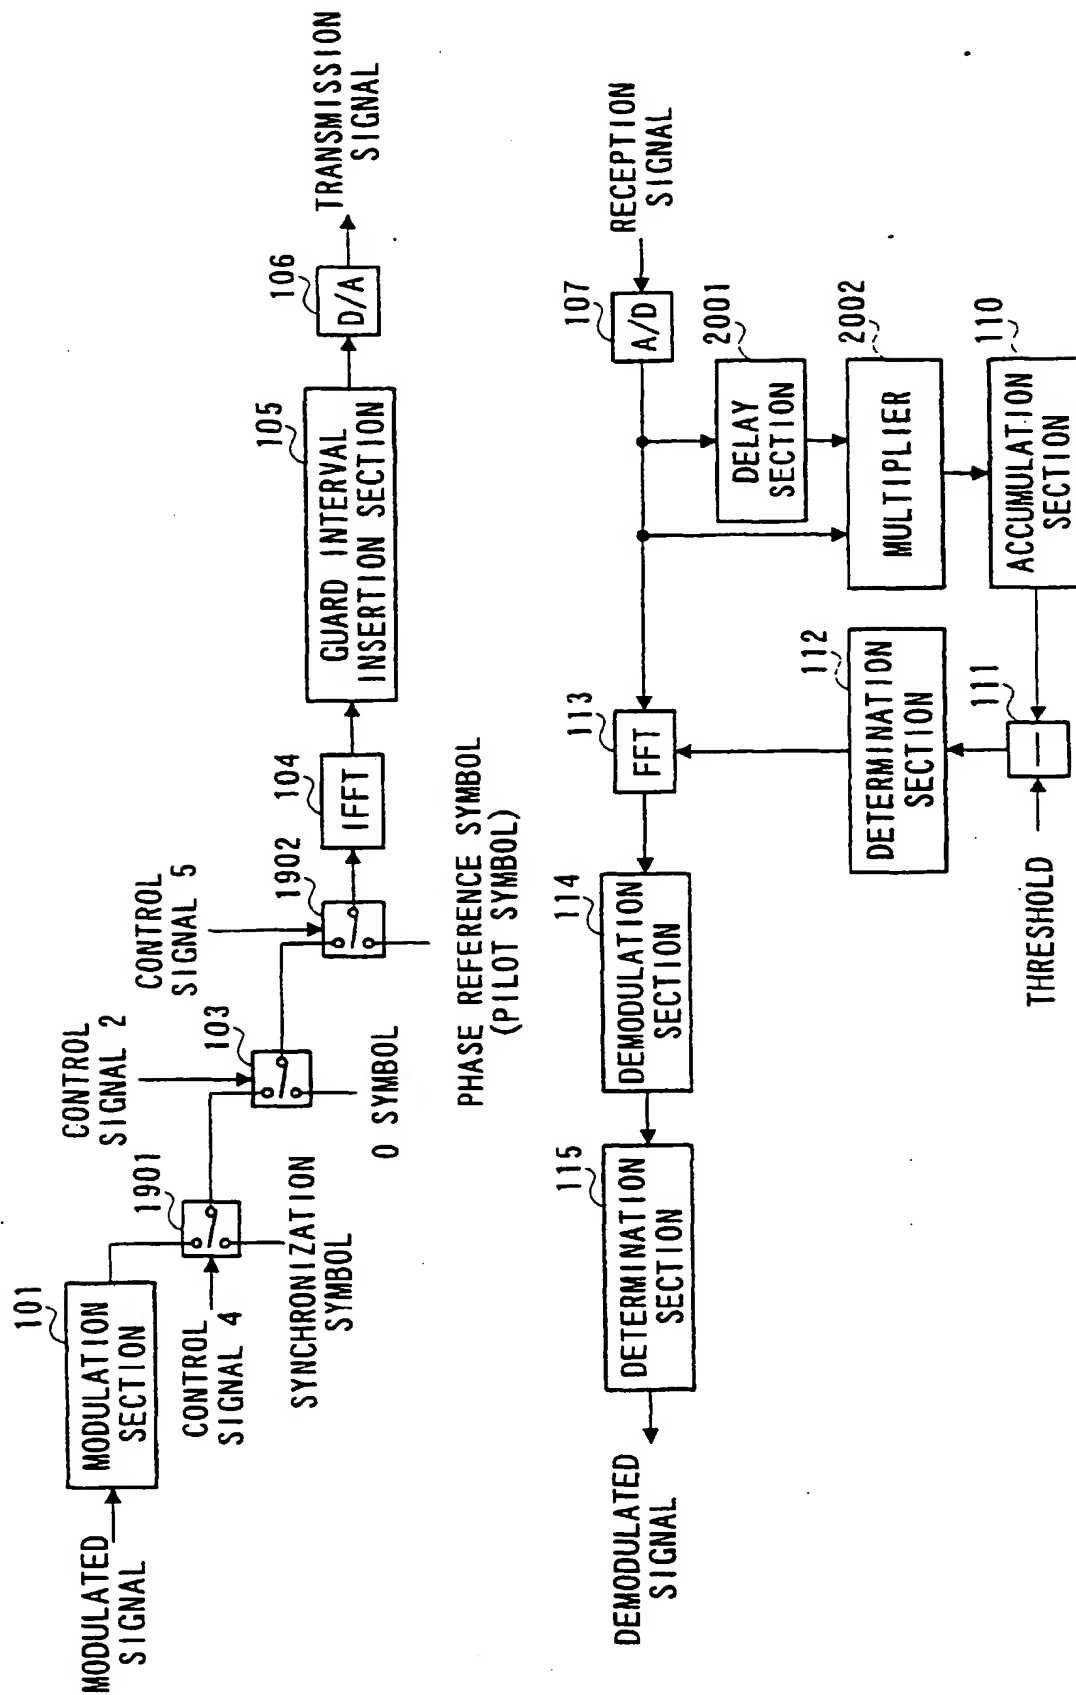 MODULATED
SIGNAL
101
MODULATION
SECTION
CONTROL
SIGNAL 4
1901
SYNCHRONIZATION
SYMBOL
CONTROL
SIGNAL 2
103
0 SYMBOL
CONTROL
SIGNAL 5
1902
PHASE REFERENCE SYMBOL
(PILOT SYMBOL)
104
IFFT
105
GUARD INTERVAL
INSERTION SECTION
106
D/A
TRANSMISSION
SIGNAL
RECEPTION
SIGNAL
107
A/D
2001
DELAY
SECTION
2002
MULTIPLIER
110
ACCUMULATION
SECTION
111
—
THRESHOLD
112
DETERMINATION
SECTION
113
FFT
114
DEMODULATION
SECTION
115
DETERMINATION
SECTION
DEMODULATED
SIGNAL